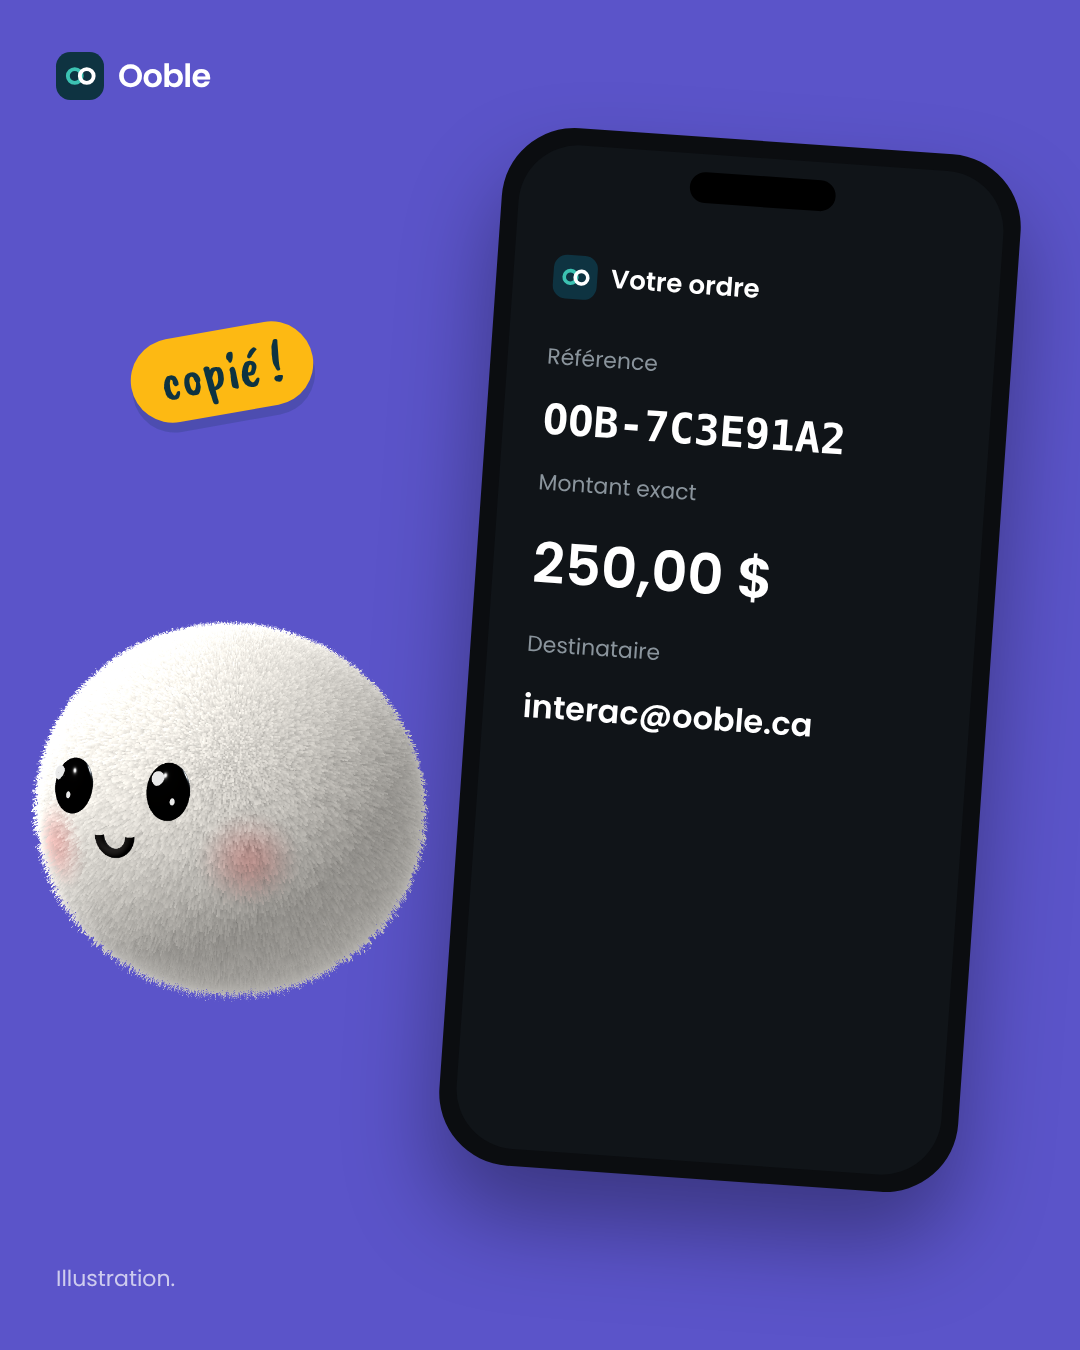 Ooble
copié !
Votre ordre
Référence
OOB-7C3E91A2
Montant exact
250,00 $
Destinataire
interac@ooble.ca
Illustration.